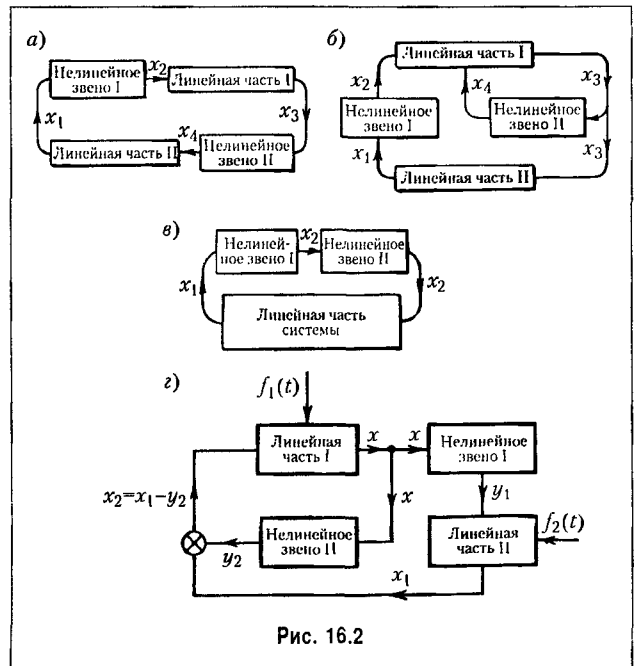 а)
Нелинейное
звено I
x₂
Линейная часть I
x₁
x₃
x₄
Линейная часть II
Нелинейное
звено II
б)
Линейная часть I
x₂
x₄
x₃
Нелинейное
звено I
Нелинейное
звено II
x₁
x₃
Линейная часть II
в)
Нелиней-
ное звено I
x₂
Нелинейное
звено II
x₁
x₂
Линейная часть
системы
г)
f₁(t)
Линейная
часть I
x
x
Нелинейное
звено I
x₂=x₁−y₂
x
y₁
y₂
Нелинейное
звено II
Линейная
часть II
f₂(t)
x₁
Рис. 16.2